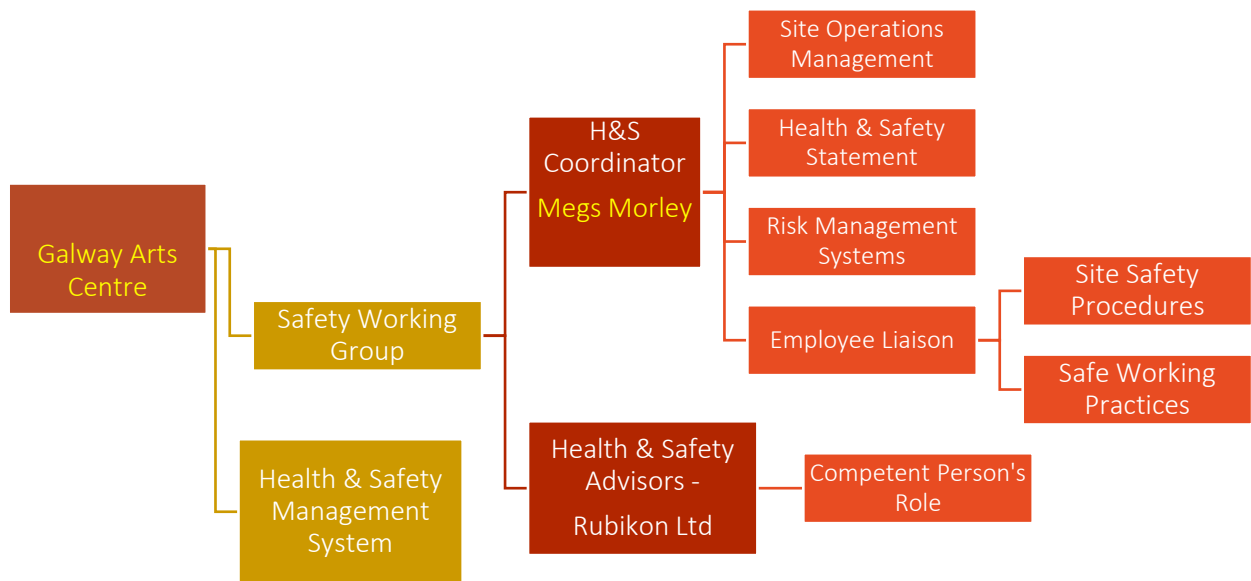 Galway Arts
Centre
Safety Working
Group
Health & Safety
Management
System
H&S
Coordinator
Megs Morley
Health & Safety
Advisors -
Rubikon Ltd
Site Operations
Management
Health & Safety
Statement
Risk Management
Systems
Employee Liaison
Competent Person's
Role
Site Safety
Procedures
Safe Working
Practices